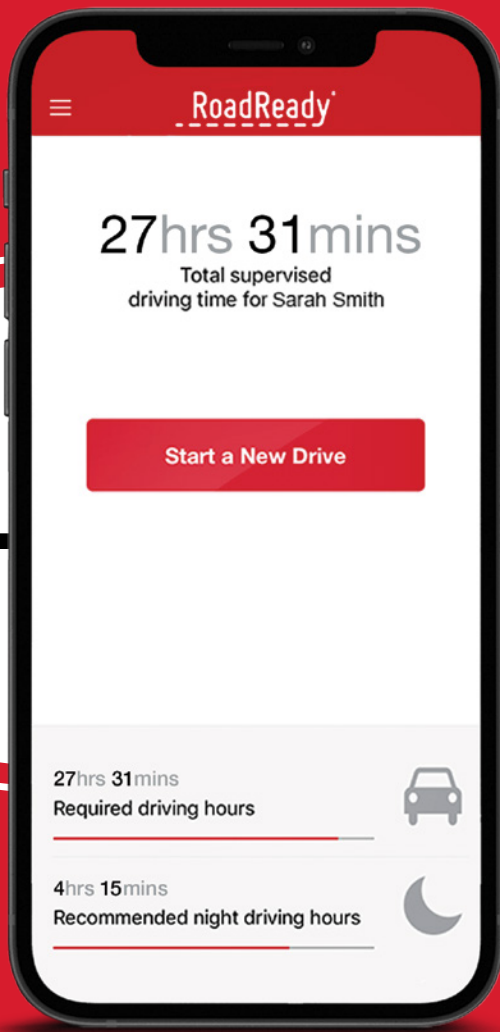 RoadReady
27hrs 31mins
Total supervised
driving time for Sarah Smith
Start a New Drive
27hrs 31mins
Required driving hours
4hrs 15mins
Recommended night driving hours